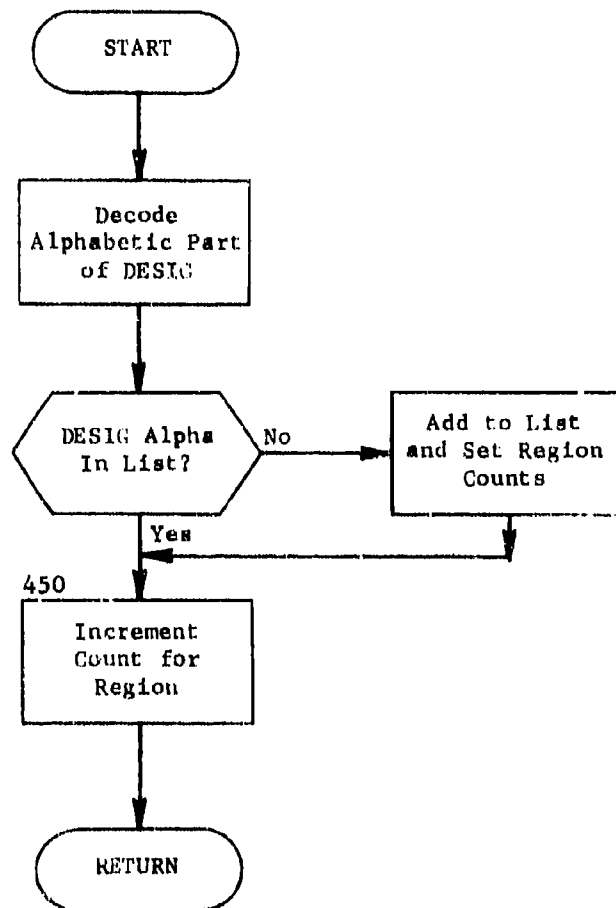 START
Decode
Alphabetic Part
of DESIG
DESIG Alpha
In List?
No
Add to List
and Set Region
Counts
Yes
450
Increment
Count for
Region
RETURN